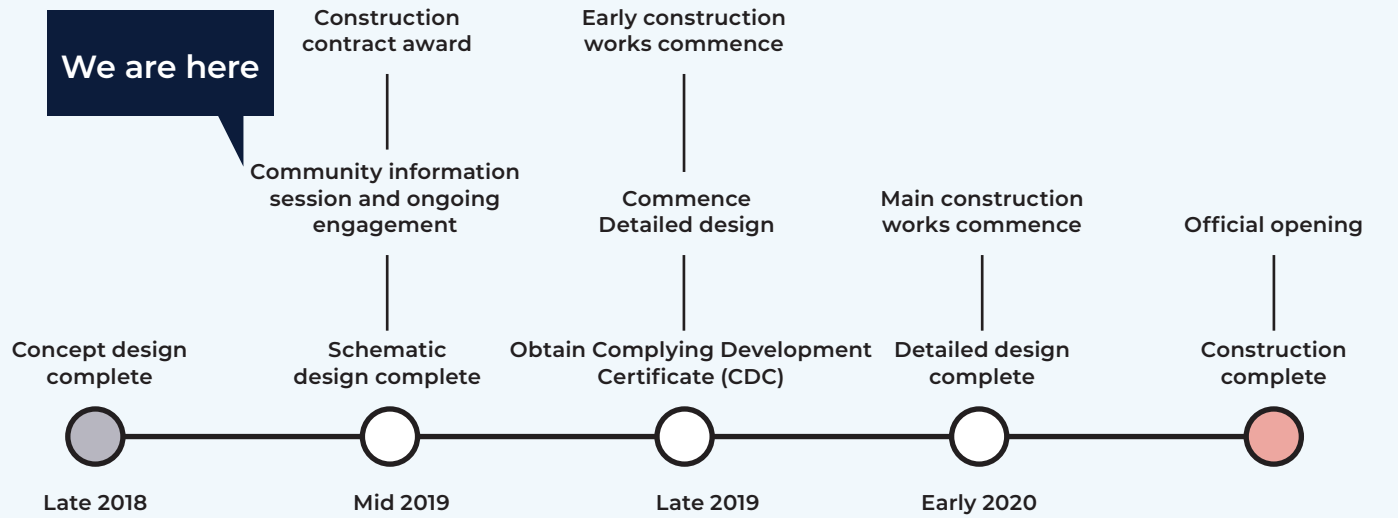 We are here
Construction
contract award
Early construction
works commence
Community information
session and ongoing
engagement
Commence
Detailed design
Main construction
works commence
Official opening
Concept design
complete
Schematic
design complete
Obtain Complying Development
Certificate (CDC)
Detailed design
complete
Construction
complete
Late 2018
Mid 2019
Late 2019
Early 2020